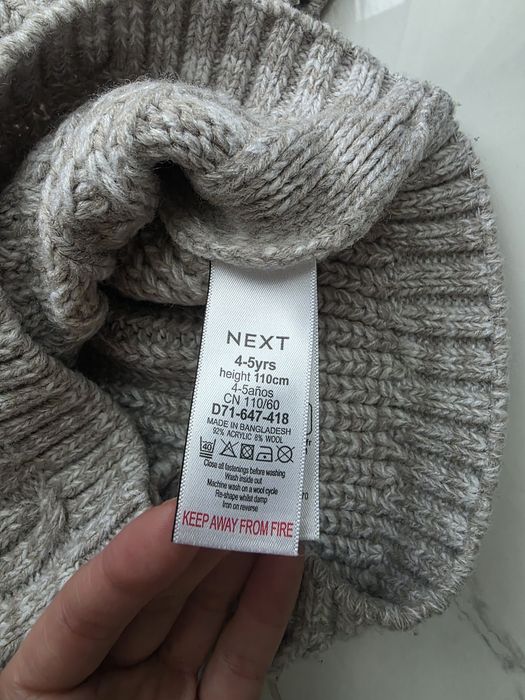 NEXT
4-5yrs
height 110cm
4-5años
CN 110/60
D71-647-418
MADE IN BANGLADESH
92% ACRYLIC 8% WOOL
40
Close all fastenings before washing
Wash inside out
Machine wash on a wool cycle
Re-shape whilst damp
Iron on reverse
KEEP AWAY FROM FIRE